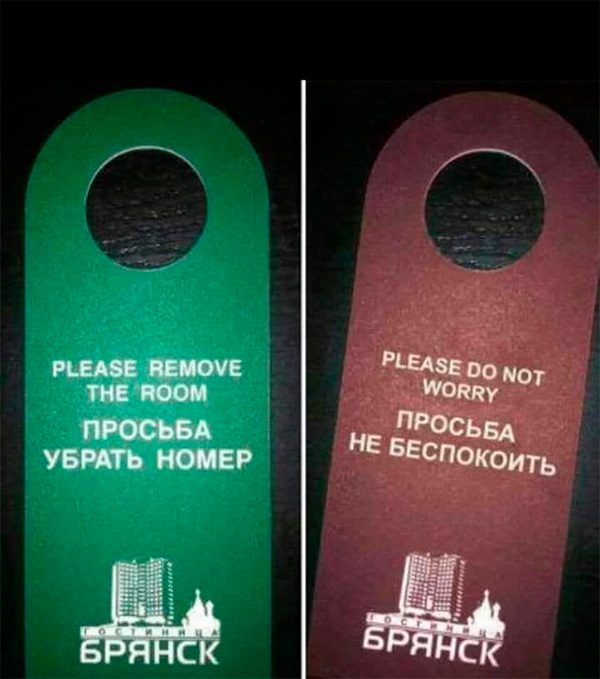 PLEASE REMOVE
THE ROOM
ПРОСЬБА
УБРАТЬ НОМЕР
ГОСТИНИЦА
БРЯНСК
PLEASE DO NOT
WORRY
ПРОСЬБА
НЕ БЕСПОКОИТЬ
ГОСТИНИЦА
БРЯНСК